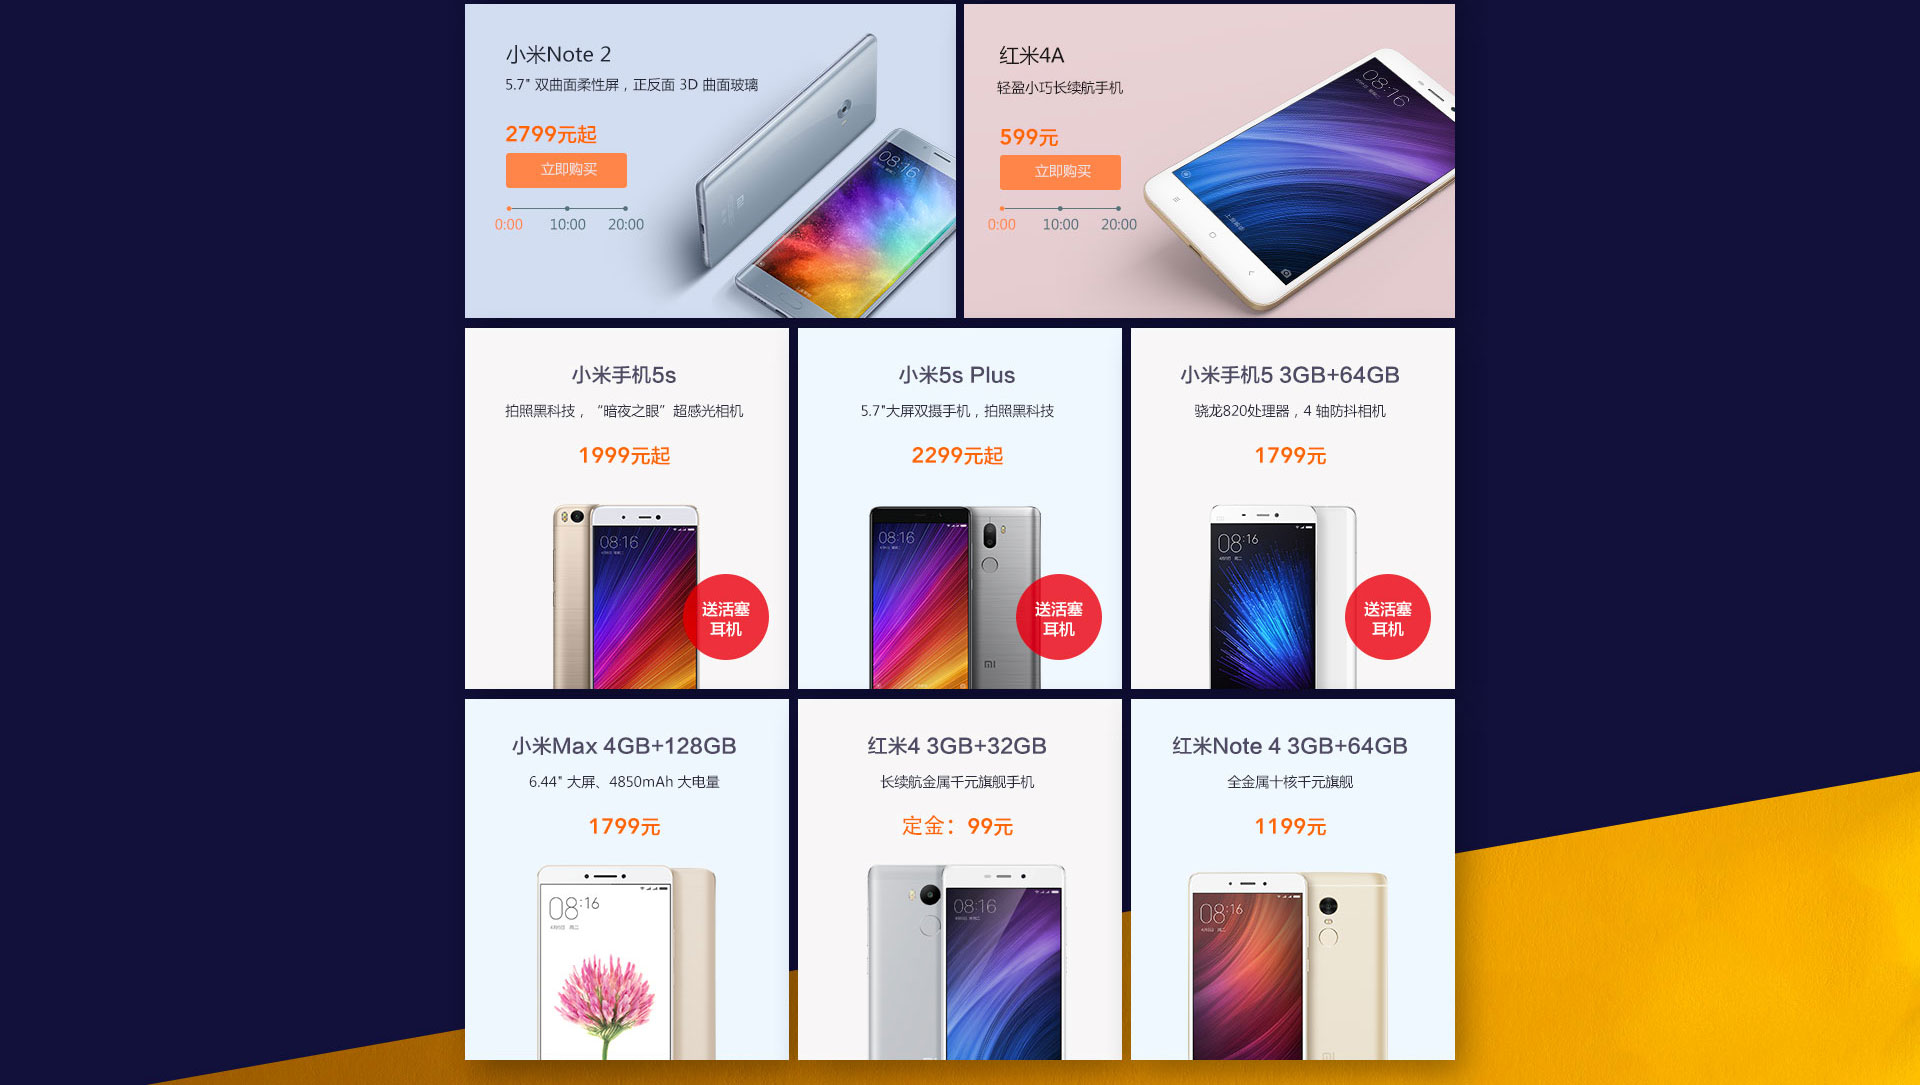 小米Note 2
5.7" 双曲面柔性屏，正反面 3D 曲面玻璃
2799元起
立即购买
0:00 10:00 20:00
08:16
红米4A
轻盈小巧长续航手机
599元
立即购买
0:00 10:00 20:00
08:16
小米手机5s
拍照黑科技，“暗夜之眼”超感光相机
1999元起
08:16
送活塞
耳机
小米5s Plus
5.7"大屏双摄手机，拍照黑科技
2299元起
08:16
送活塞
耳机
小米手机5 3GB+64GB
骁龙820处理器，4 轴防抖相机
1799元
08:16
送活塞
耳机
小米Max 4GB+128GB
6.44" 大屏、4850mAh 大电量
1799元
08:16
红米4 3GB+32GB
长续航金属千元旗舰手机
定金：99元
08:16
红米Note 4 3GB+64GB
全金属十核千元旗舰
1199元
08:16